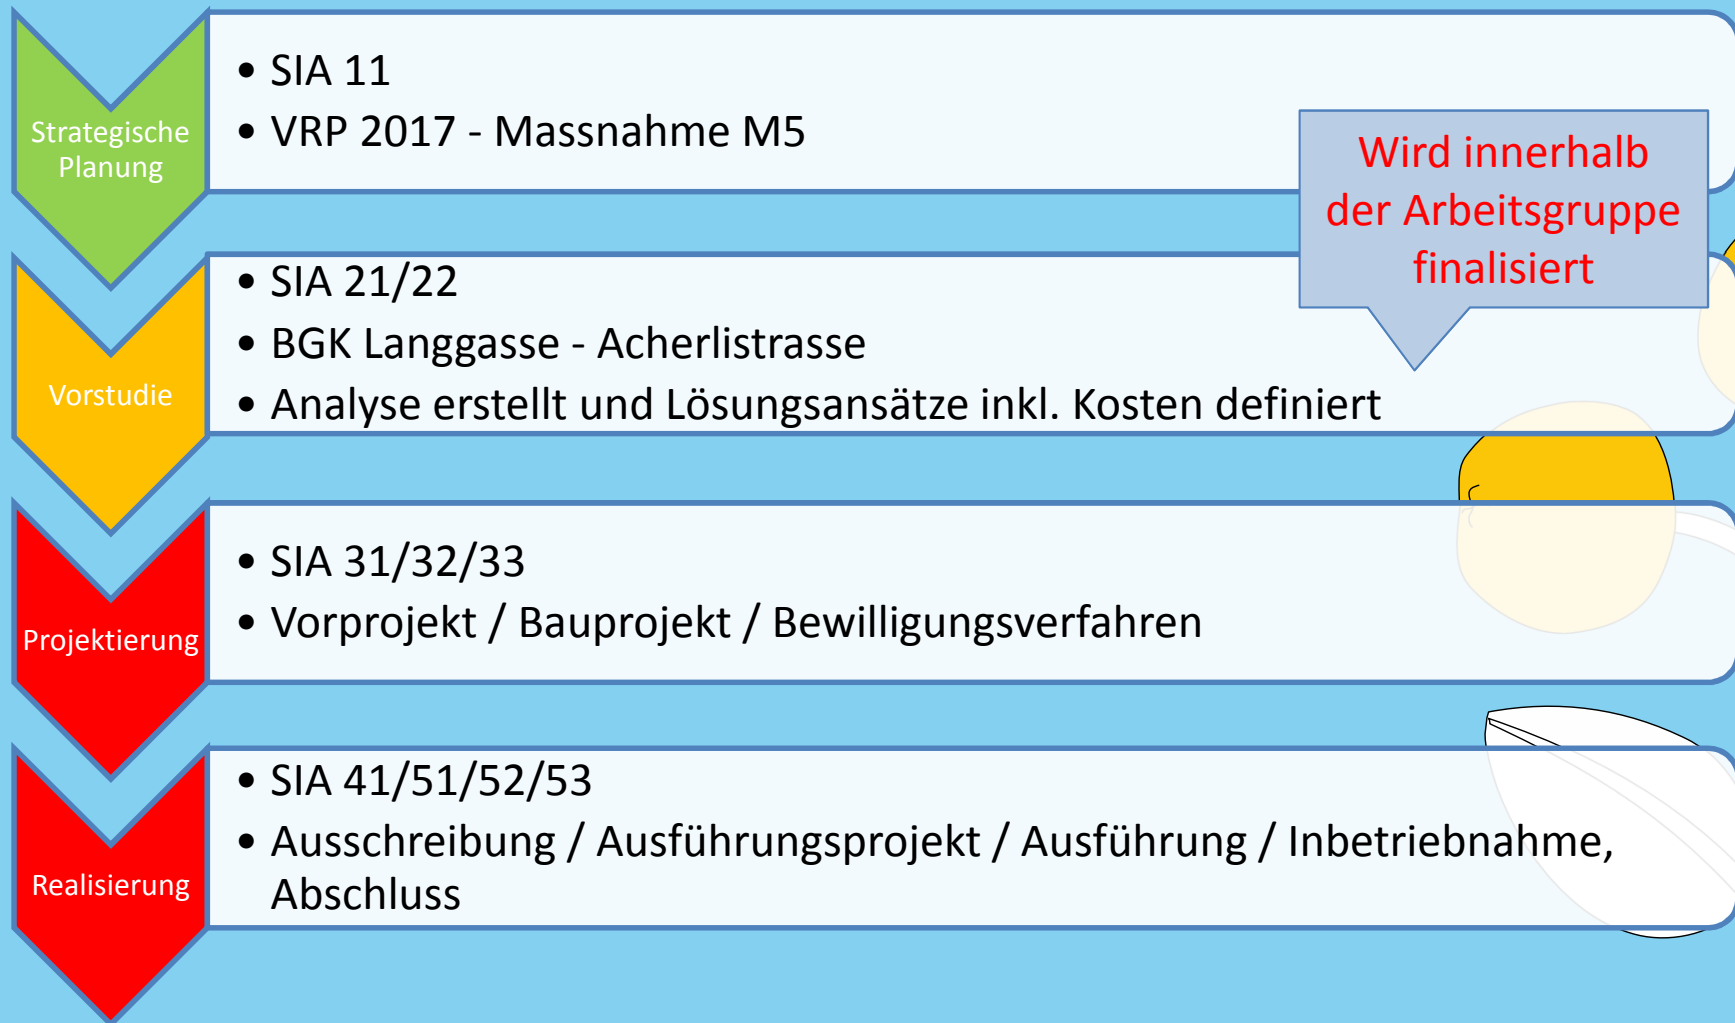 Strategische
Planung
• SIA 11
• VRP 2017 - Massnahme M5
Wird innerhalb
der Arbeitsgruppe
finalisiert
Vorstudie
• SIA 21/22
• BGK Langgasse - Acherlistrasse
• Analyse erstellt und Lösungsansätze inkl. Kosten definiert
Projektierung
• SIA 31/32/33
• Vorprojekt / Bauprojekt / Bewilligungsverfahren
Realisierung
• SIA 41/51/52/53
• Ausschreibung / Ausführungsprojekt / Ausführung / Inbetriebnahme,
Abschluss